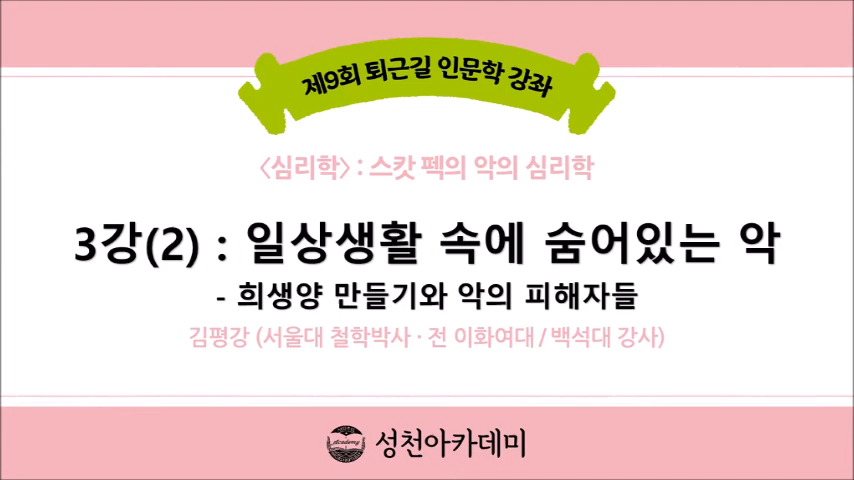 제9회 퇴근길 인문학 강좌
<심리학> : 스캇 펙의 악의 심리학
3강(2) : 일상생활 속에 숨어있는 악
- 희생양 만들기와 악의 피해자들
김평강 (서울대 철학박사 · 전 이화여대 / 백석대 강사)
Academy
성천아카데미